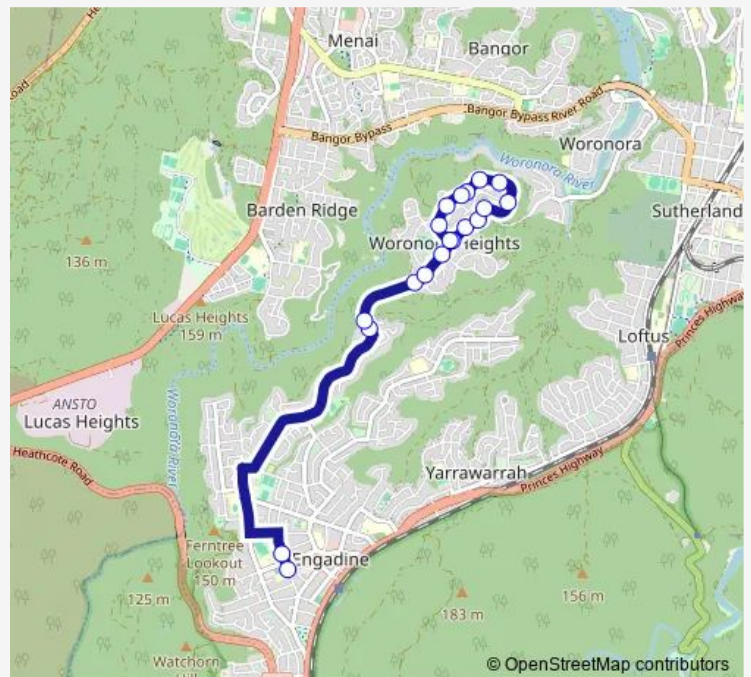 Menai
Bangor
Bangor Bypass
River Road
Bangor Bypass
Woronora
Woronora River
Barden Ridge
Sutherland
136 m
Lucas Heights
159 m
Princes Highway
Loftus
ANSTO
Lucas Heights
Woronora River
Heathcote Road
Yarrawarrah
Princes Highway
Ferntree
Lookout
150 m
Engadine
125 m
183 m
156 m
Watchorn
© OpenStreetMap contributors